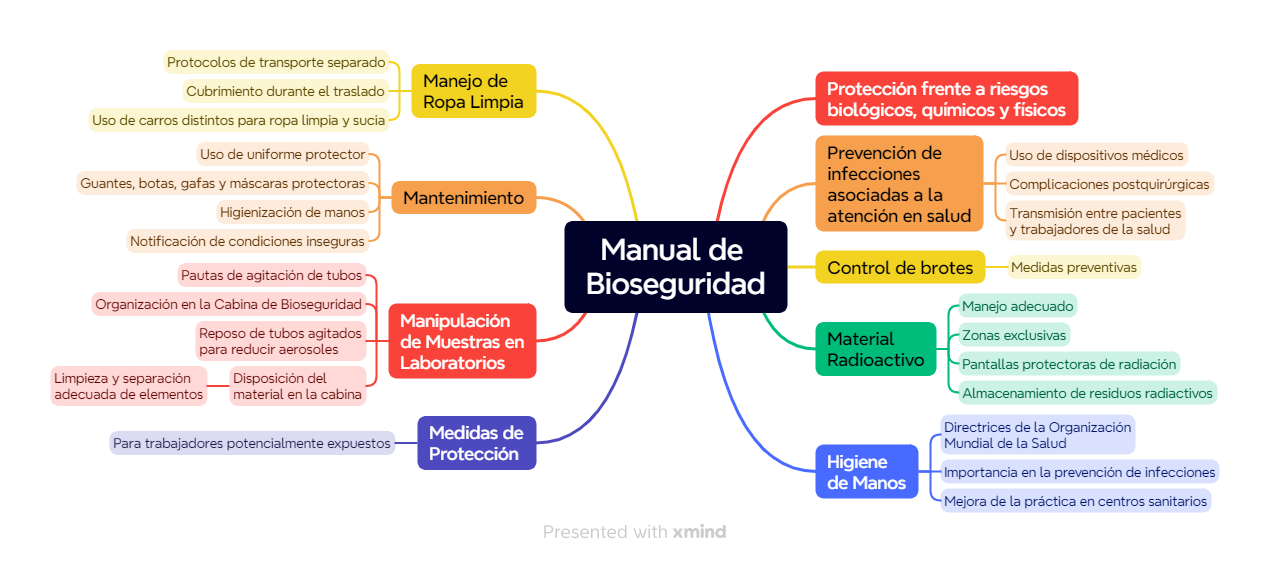 Manual de
Bioseguridad
Protección frente a riesgos
biológicos, químicos y físicos
Prevención de
infecciones
asociadas a la
atención en salud
Uso de dispositivos médicos
Complicaciones postquirúrgicas
Transmisión entre pacientes
y trabajadores de la salud
Control de brotes
Medidas preventivas
Material
Radioactivo
Manejo adecuado
Zonas exclusivas
Pantallas protectoras de radiación
Almacenamiento de residuos radiactivos
Higiene
de Manos
Directrices de la Organización
Mundial de la Salud
Importancia en la prevención de infecciones
Mejora de la práctica en centros sanitarios
Manejo de
Ropa Limpia
Protocolos de transporte separado
Cubrimiento durante el traslado
Uso de carros distintos para ropa limpia y sucia
Mantenimiento
Uso de uniforme protector
Guantes, botas, gafas y máscaras protectoras
Higienización de manos
Notificación de condiciones inseguras
Manipulación
de Muestras en
Laboratorios
Pautas de agitación de tubos
Organización en la Cabina de Bioseguridad
Reposo de tubos agitados
para reducir aerosoles
Disposición del
material en la cabina
Limpieza y separación
adecuada de elementos
Medidas de
Protección
Para trabajadores potencialmente expuestos
Presented with xmind